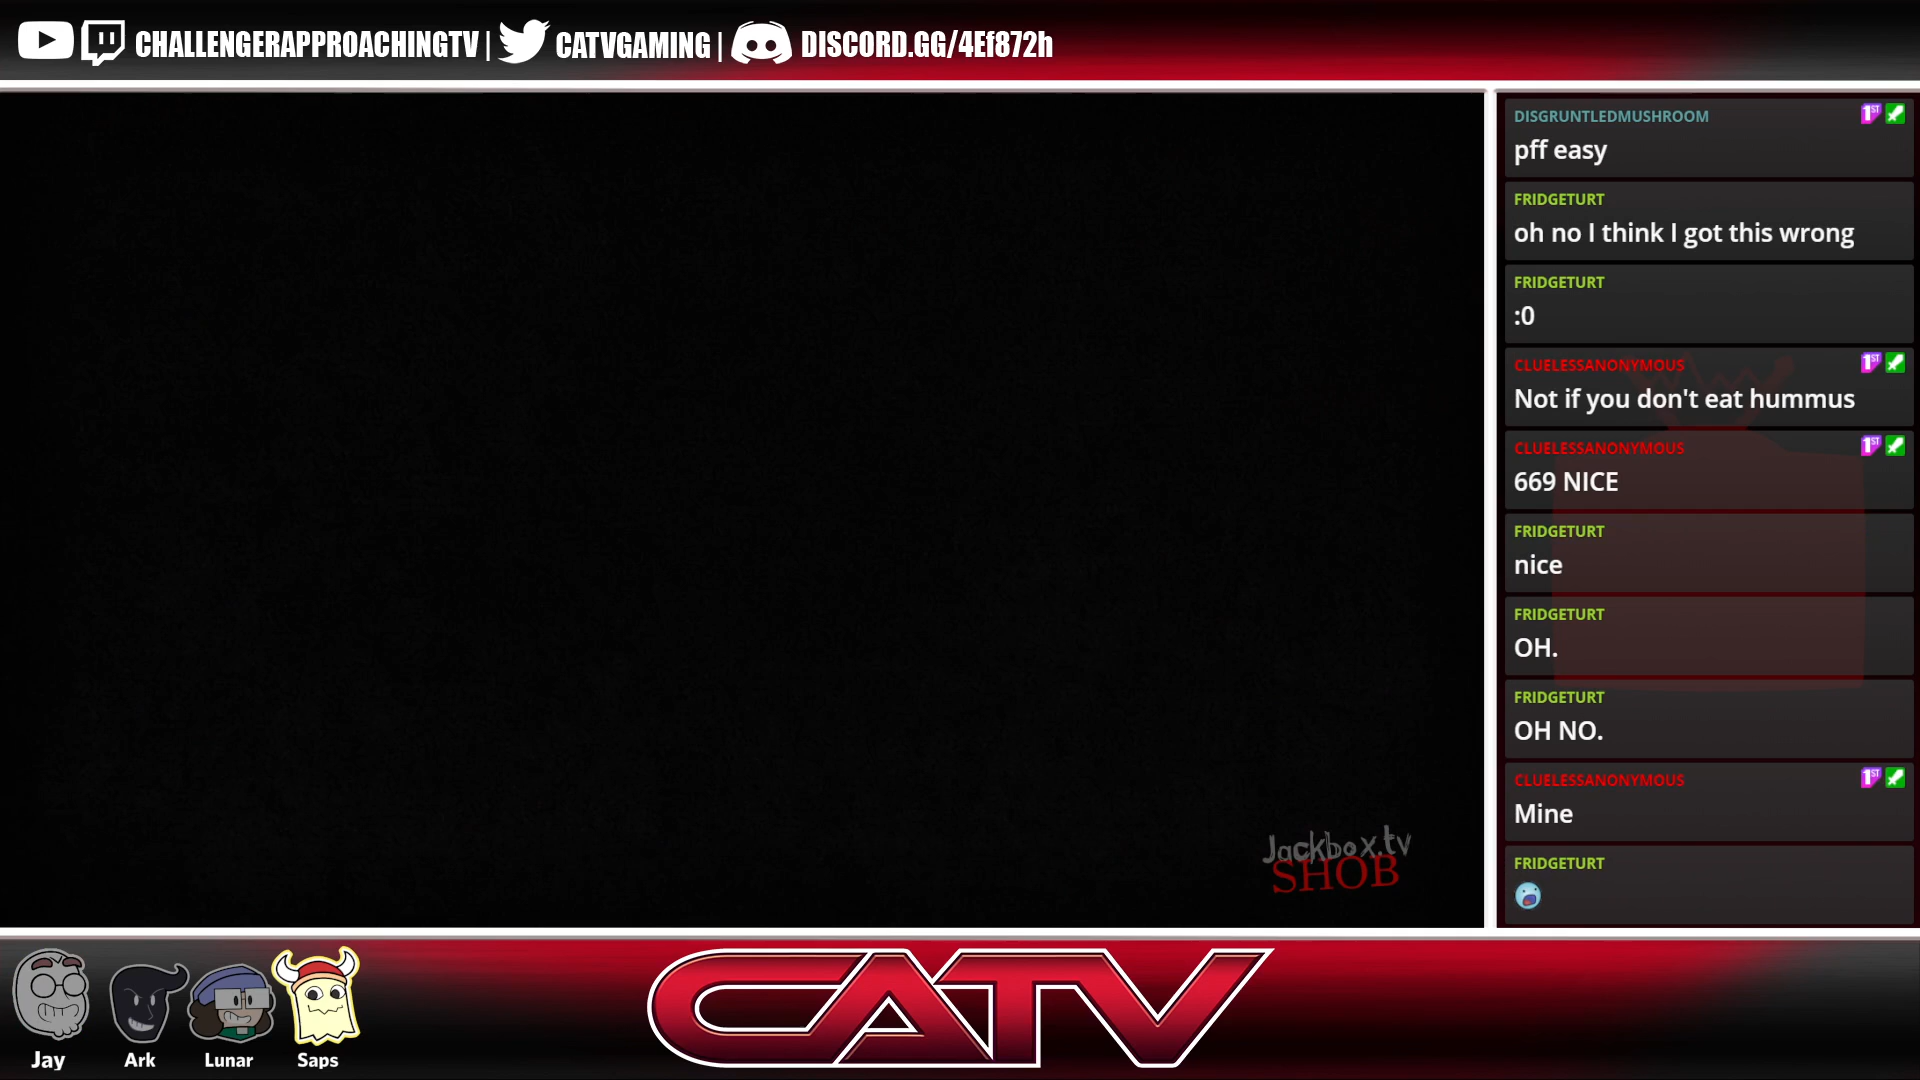 CHALLENGERAPPROACHINGTV | CATVGAMING | DISCORD.GG/4Ef872h
DISGRUNTLEDMUSHROOM
pff easy
FRIDGETURT
oh no I think I got this wrong
FRIDGETURT
:0
CLUELESSANONYMOUS
Not if you don't eat hummus
CLUELESSANONYMOUS
669 NICE
FRIDGETURT
nice
FRIDGETURT
OH.
FRIDGETURT
OH NO.
CLUELESSANONYMOUS
Mine
FRIDGETURT
Jackbox.tv
SHOB
Jay Ark Lunar Saps
CATV